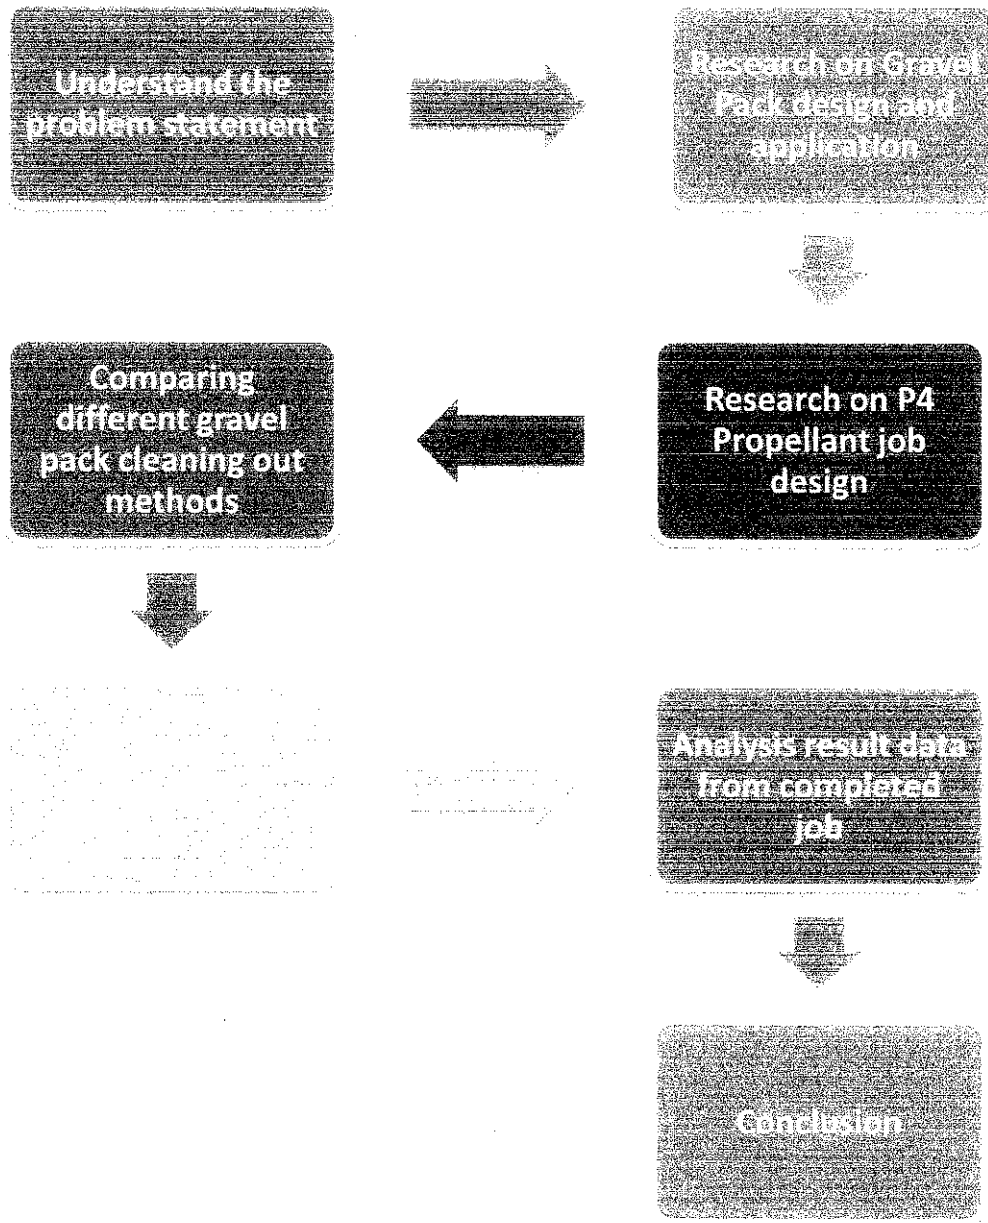 Understand the
problem statement
Research on Gravel
Pack design and
application
Research on P4
Propellant job
design
Comparing
different gravel
pack cleaning out
methods
Analysis result data
from completed
job
Conclusion